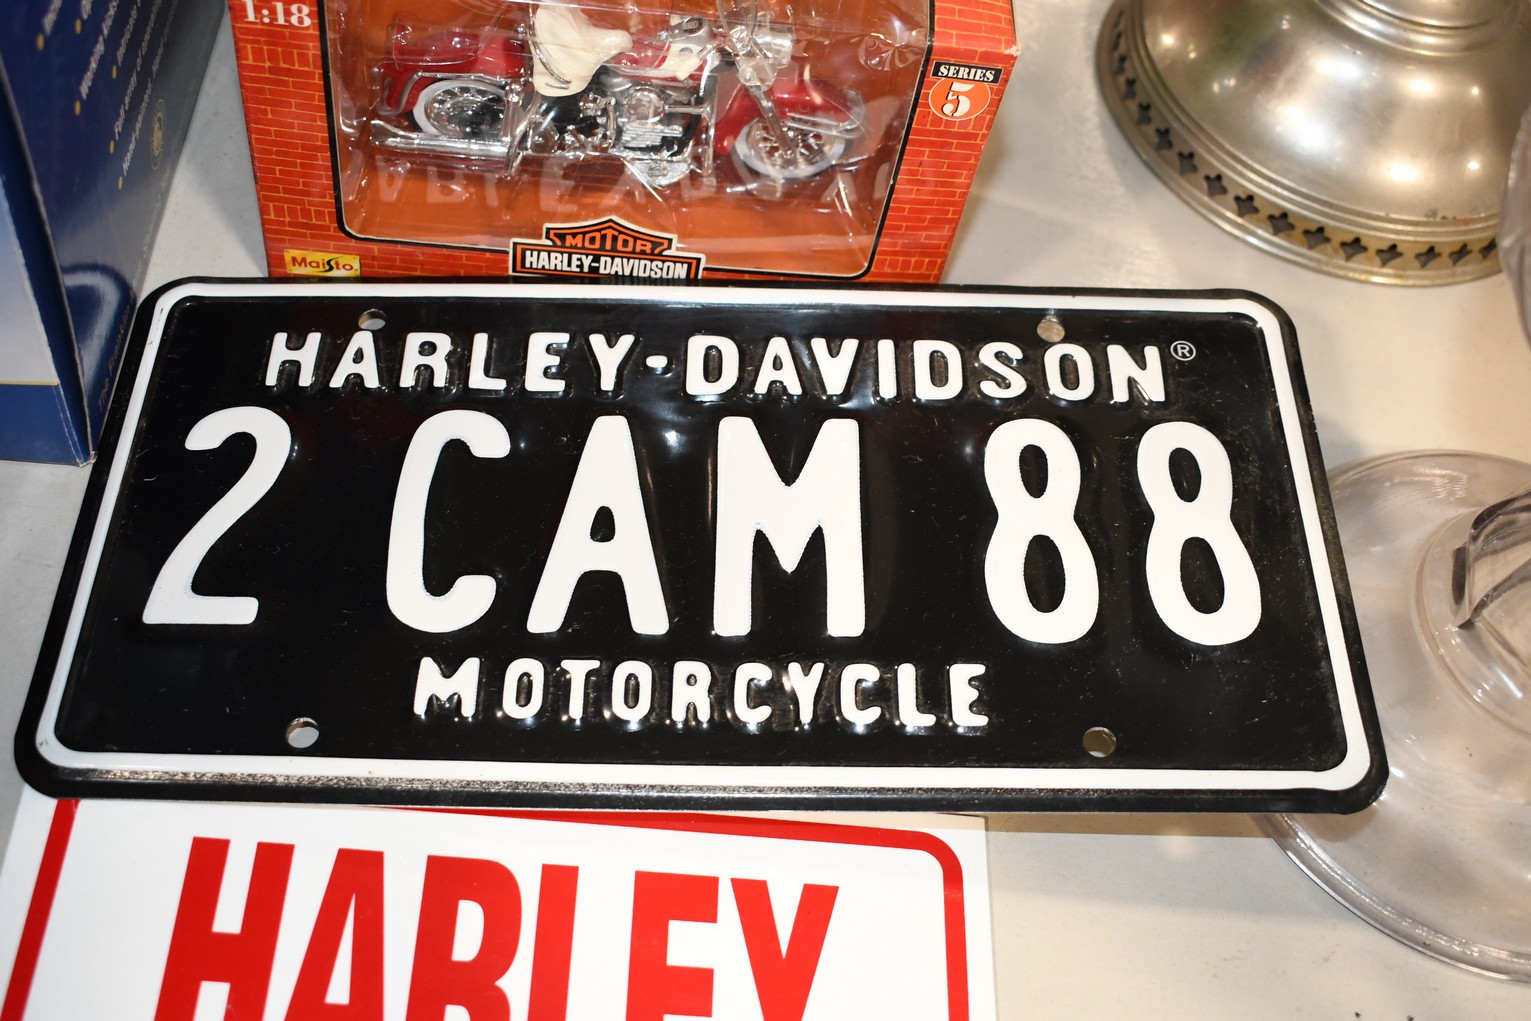 1:18
SERIES
5
Maisto.
MOTOR
HARLEY-DAVIDSON
HARLEY-DAVIDSON®
2 CAM 88
MOTORCYCLE
HARLEY